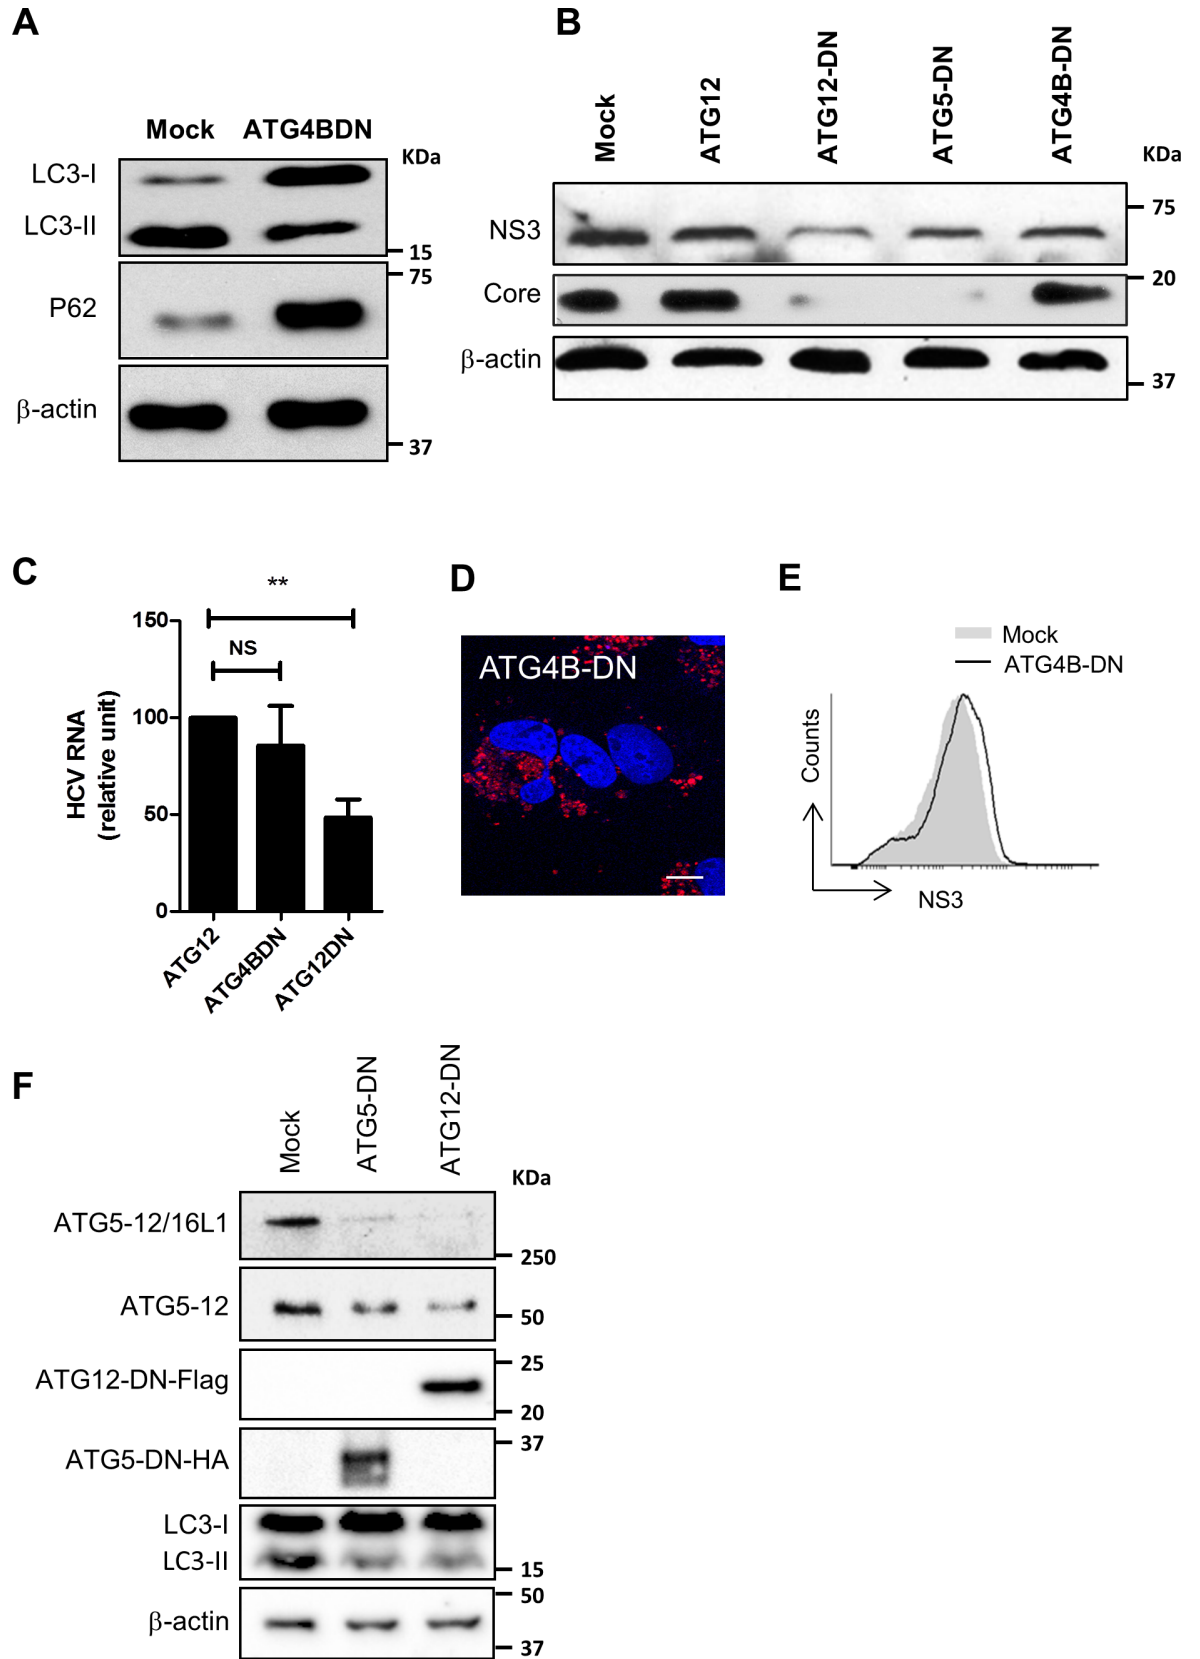 A
Mock ATG4BDN
KDa
LC3-I
LC3-II
15
75
P62
β-actin
37
B
Mock
ATG12
ATG12-DN
ATG5-DN
ATG4B-DN
KDa
NS3
75
Core
20
β-actin
37
C
**
NS
150
100
50
0
HCV RNA
(relative unit)
ATG12
ATG4BDN
ATG12DN
D
ATG4B-DN
E
Mock
ATG4B-DN
Counts
NS3
F
Mock
ATG5-DN
ATG12-DN
KDa
ATG5-12/16L1
250
ATG5-12
50
ATG12-DN-Flag
25
20
ATG5-DN-HA
37
LC3-I
LC3-II
15
50
β-actin
37